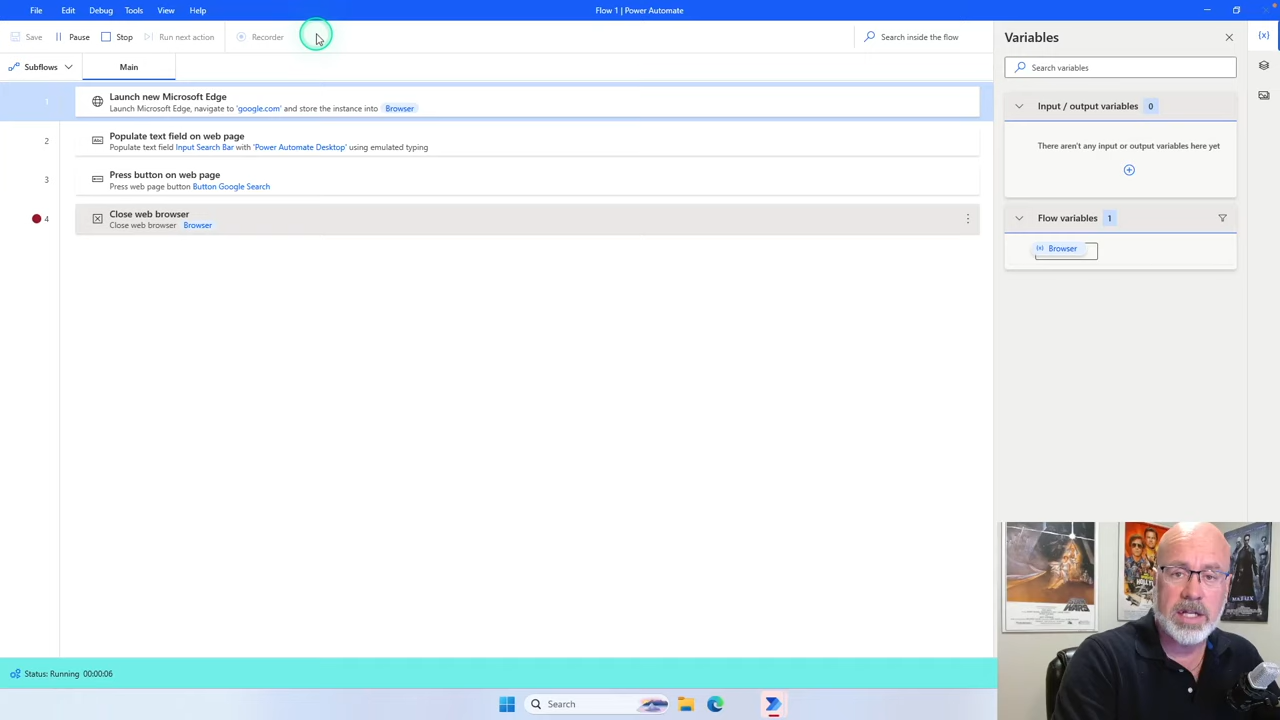 File Edit Debug Tools View Help
Flow 1 | Power Automate
Save Pause Stop Run next action Recorder
Search inside the flow
Variables
Subflows Main
Search variables
1 Launch new Microsoft Edge
Launch Microsoft Edge, navigate to 'google.com' and store the instance into Browser
2 Populate text field on web page
Populate text field Input Search Bar with 'Power Automate Desktop' using emulated typing
3 Press button on web page
Press web page button Button Google Search
4 Close web browser
Close web browser Browser
Input / output variables 0
There aren't any input or output variables here yet
Flow variables 1
{x} Browser
Status: Running 00:00:06
Search